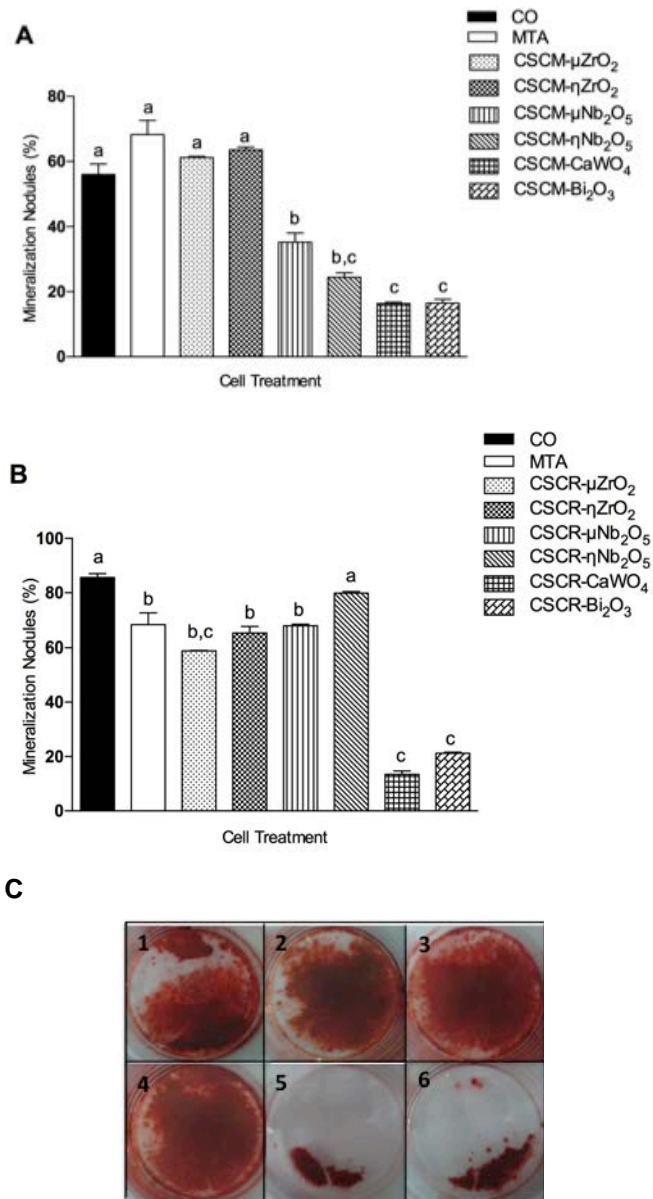 A
CO
MTA
CSCM-μZrO₂
CSCM-ηZrO₂
CSCM-μNb₂O₅
CSCM-ηNb₂O₅
CSCM-CaWO₄
CSCM-Bi₂O₃
Mineralization Nodules (%)
80
60
40
20
0
a
a
a
a
b
b,c
c
c
Cell Treatment
B
CO
MTA
CSCR-μZrO₂
CSCR-ηZrO₂
CSCR-μNb₂O₅
CSCR-ηNb₂O₅
CSCR-CaWO₄
CSCR-Bi₂O₃
Mineralization Nodules (%)
100
80
60
40
20
0
a
b
b,c
b
b
a
c
c
Cell Treatment
C
1
2
3
4
5
6